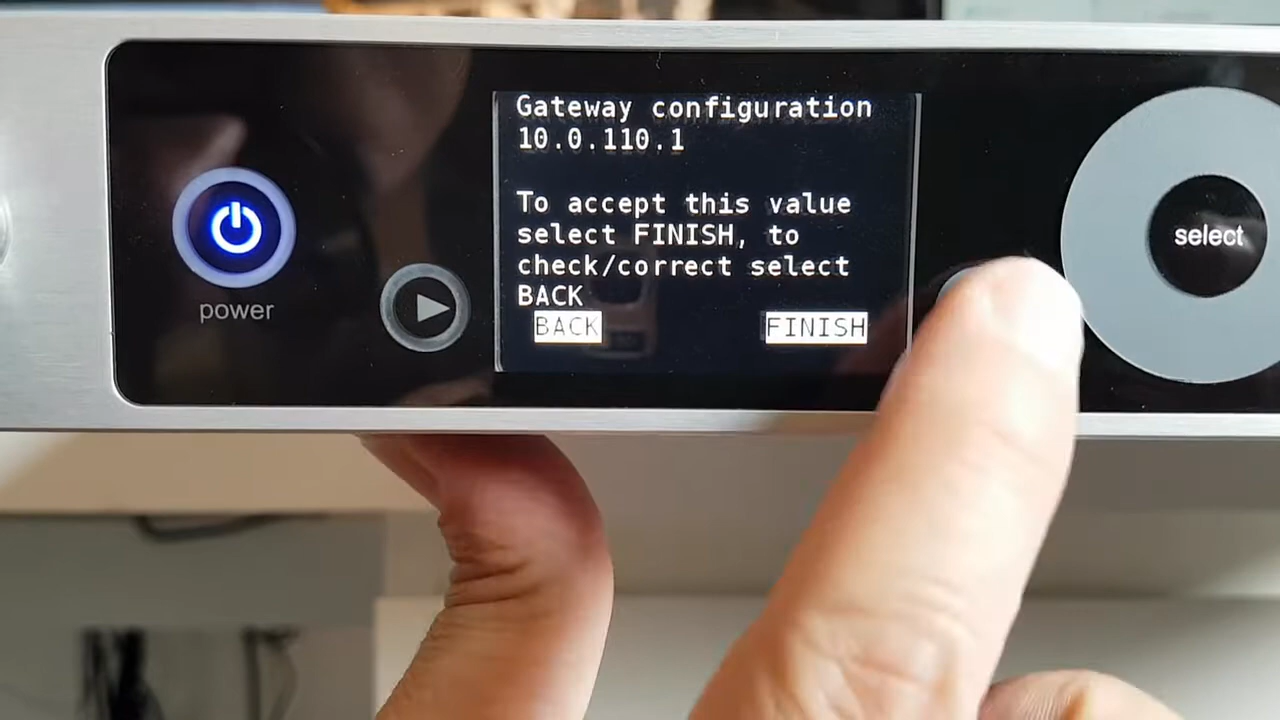 Gateway configuration
10.0.110.1
To accept this value
select FINISH, to
check/correct select
BACK
BACK FINISH
power
select